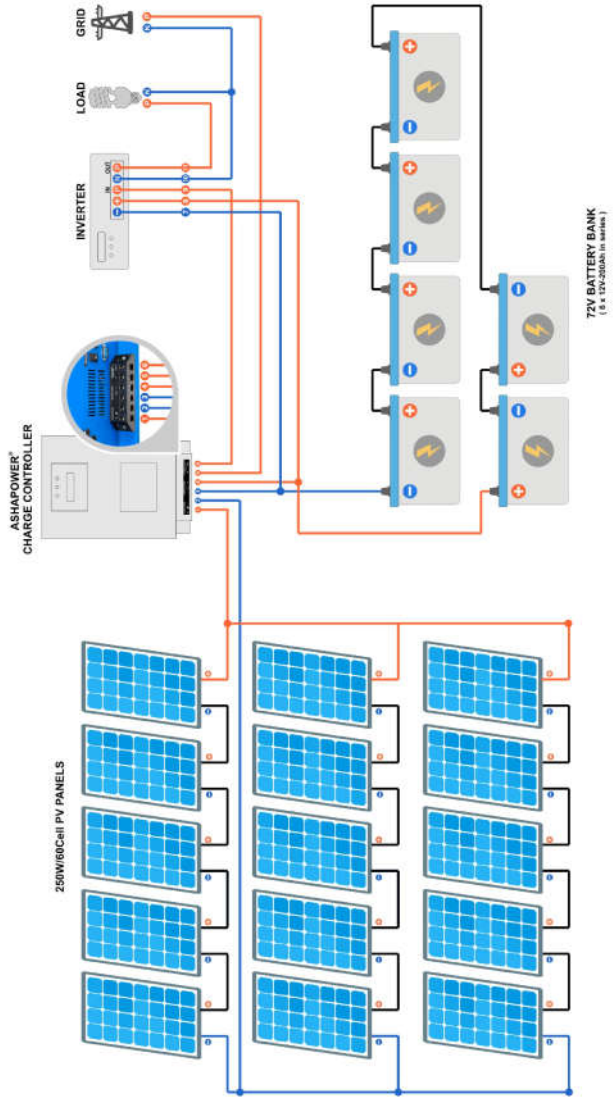 250W/60Cell PV PANELS
ASHAPOWER®
CHARGE CONTROLLER
INVERTER
IN
OUT
LOAD
GRID
72V BATTERY BANK
( 6 x 12V-200Ah in series )